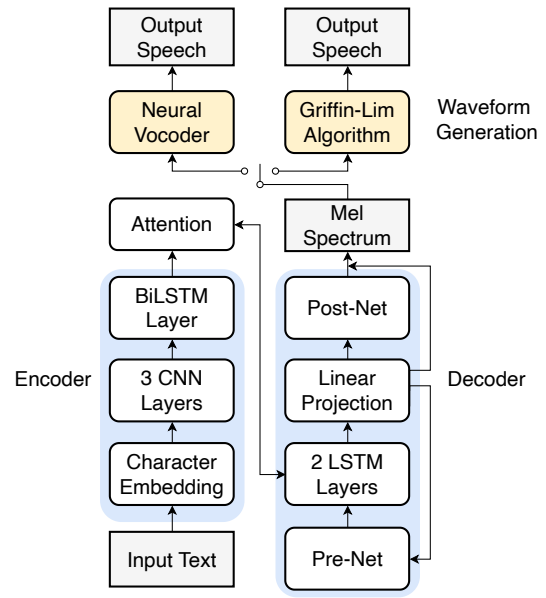 Output
Speech
Output
Speech
Neural
Vocoder
Griffin-Lim
Algorithm
Waveform
Generation
Attention
Mel
Spectrum
BiLSTM
Layer
Post-Net
Encoder
3 CNN
Layers
Linear
Projection
Decoder
Character
Embedding
2 LSTM
Layers
Input Text
Pre-Net